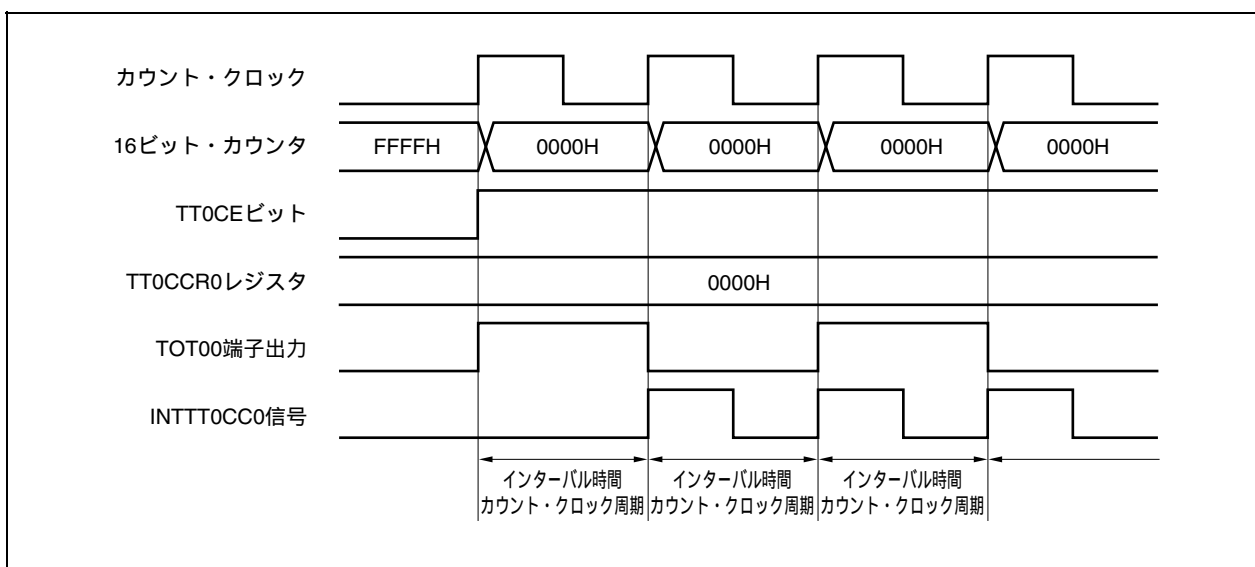 カウント・クロック
16ビット・カウンタ
FFFFH
0000H
0000H
0000H
0000H
TT0CEビット
TT0CCR0レジスタ
0000H
TOT00端子出力
INTTT0CC0信号
インターバル時間
カウント・クロック周期
インターバル時間
カウント・クロック周期
インターバル時間
カウント・クロック周期